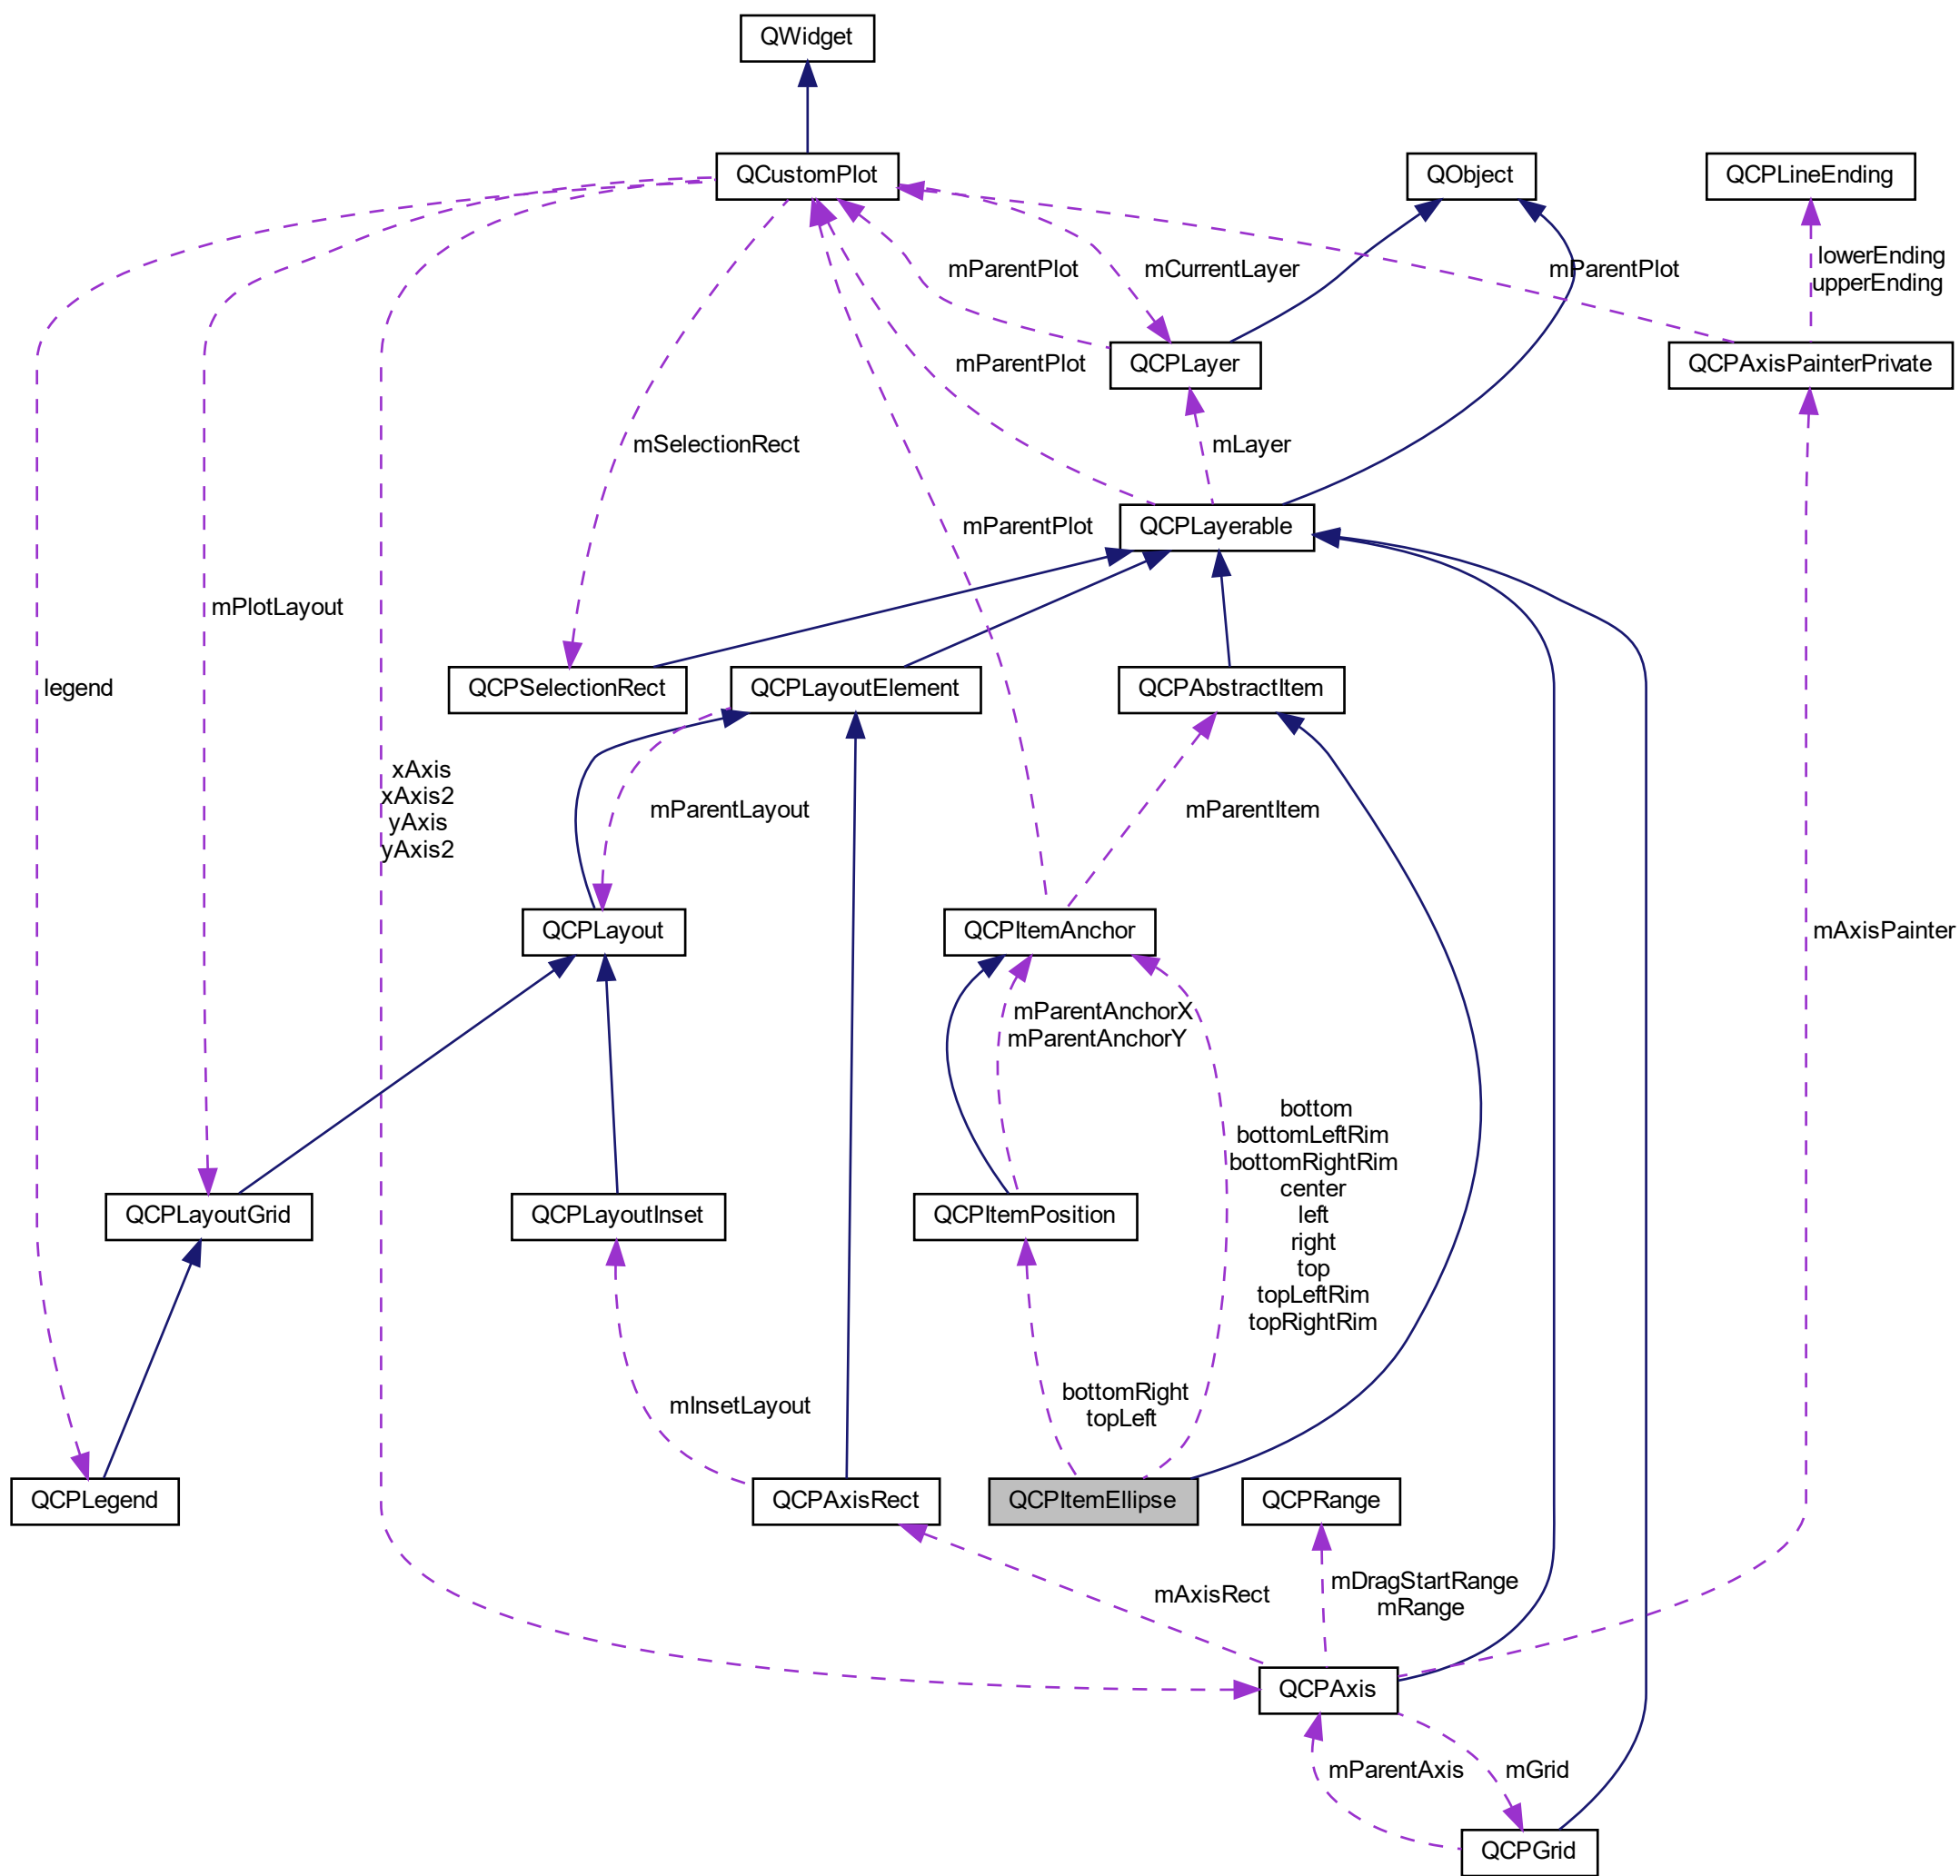 QWidget
QCustomPlot
QObject
QCPLineEnding
mParentPlot
mCurrentLayer
mParentPlot
lowerEnding
upperEnding
mParentPlot
QCPLayer
QCPAxisPainterPrivate
mSelectionRect
mLayer
mParentPlot
QCPLayerable
mPlotLayout
legend
QCPSelectionRect
QCPLayoutElement
QCPAbstractItem
xAxis
xAxis2
yAxis
yAxis2
mParentLayout
mParentItem
QCPLayout
QCPItemAnchor
mAxisPainter
mParentAnchorX
mParentAnchorY
bottom
bottomLeftRim
bottomRightRim
center
left
right
top
topLeftRim
topRightRim
QCPLayoutGrid
QCPLayoutInset
QCPItemPosition
mInsetLayout
bottomRight
topLeft
QCPLegend
QCPAxisRect
QCPItemEllipse
QCPRange
mAxisRect
mDragStartRange
mRange
QCPAxis
mParentAxis
mGrid
QCPGrid